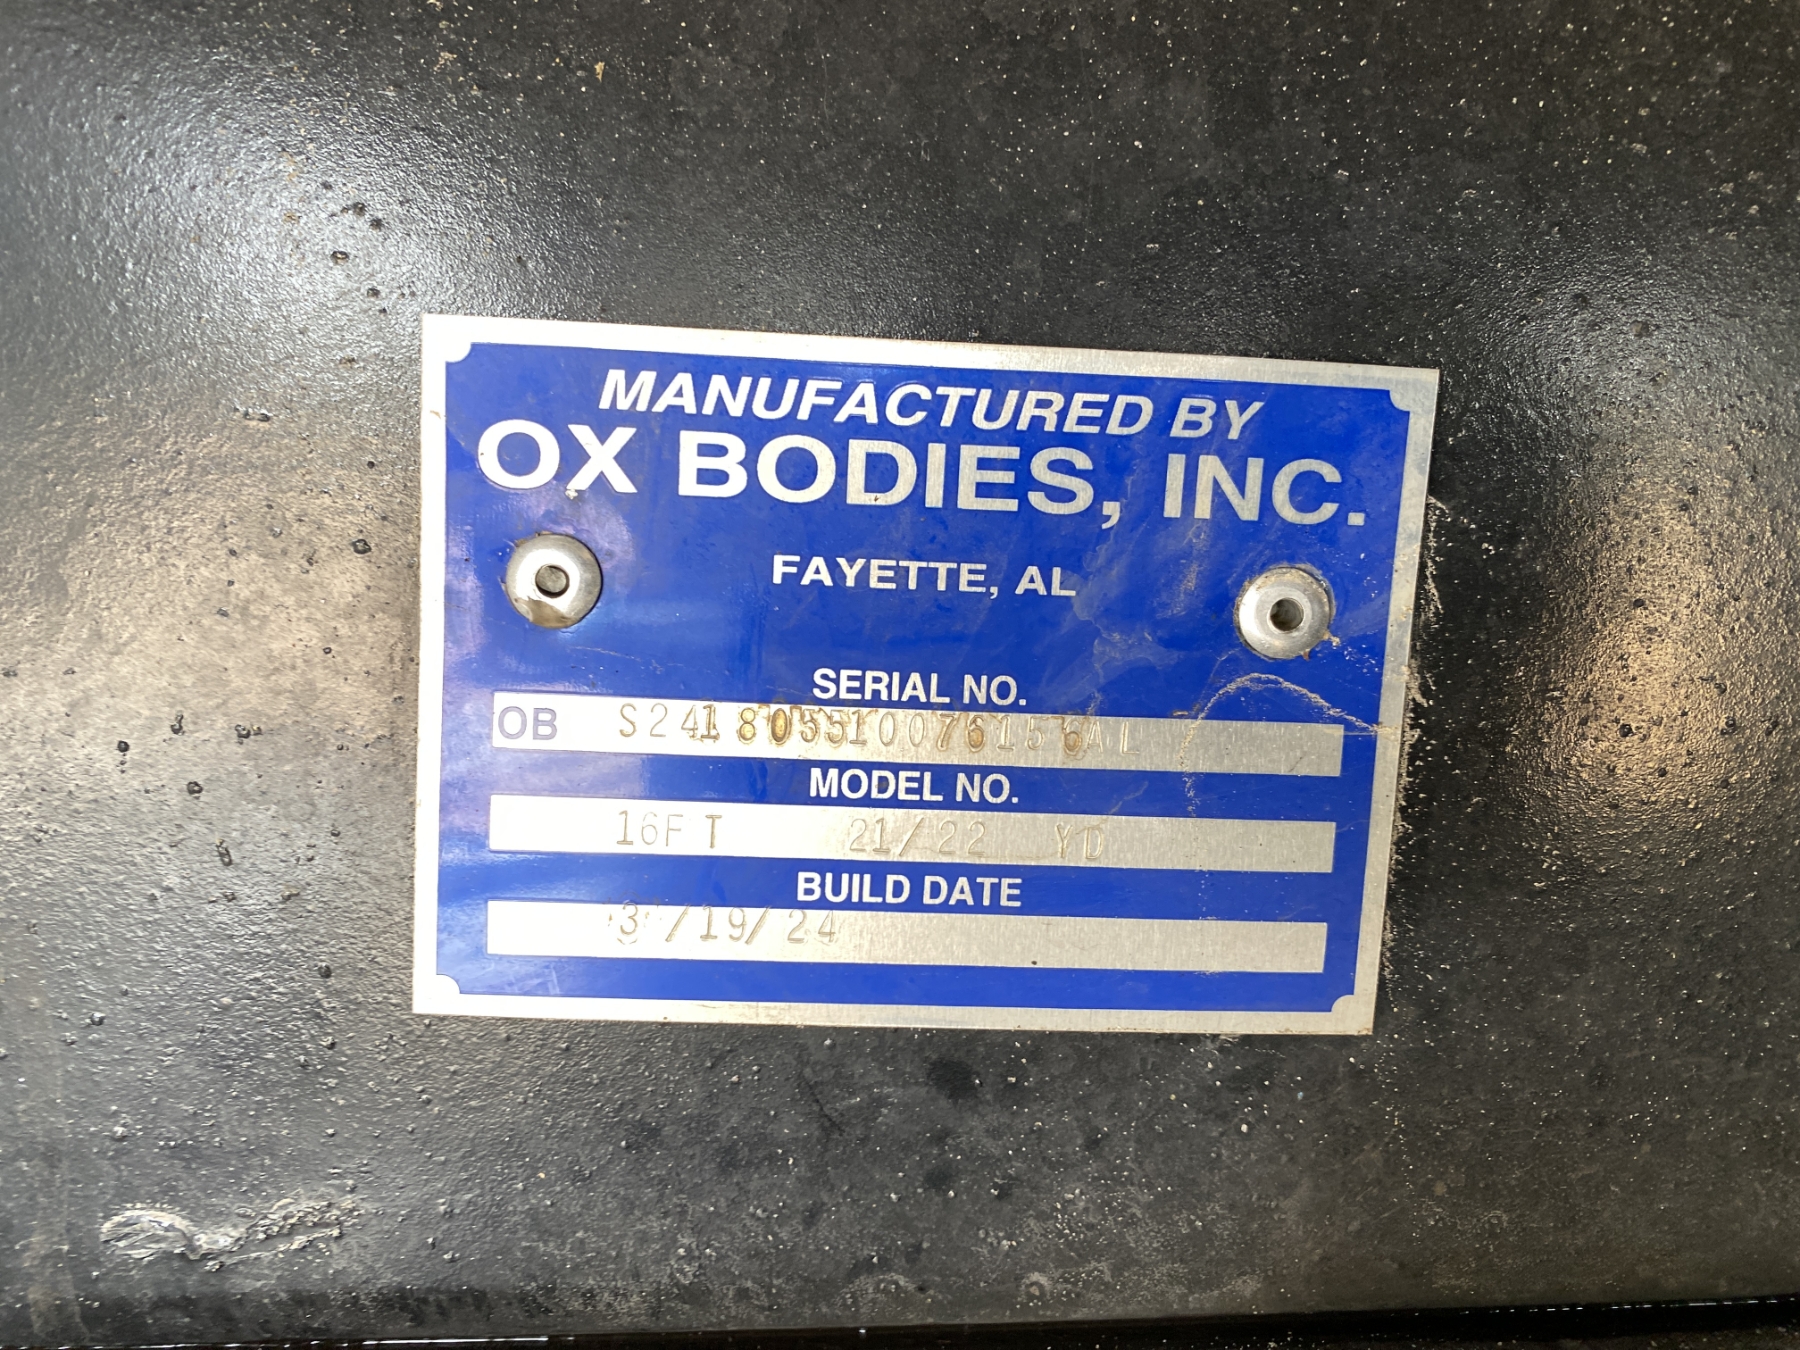 MANUFACTURED BY
OX BODIES, INC.
FAYETTE, AL
SERIAL NO.
OB S241805510076156AL
MODEL NO.
16FT 21/22 YD
BUILD DATE
3/19/24